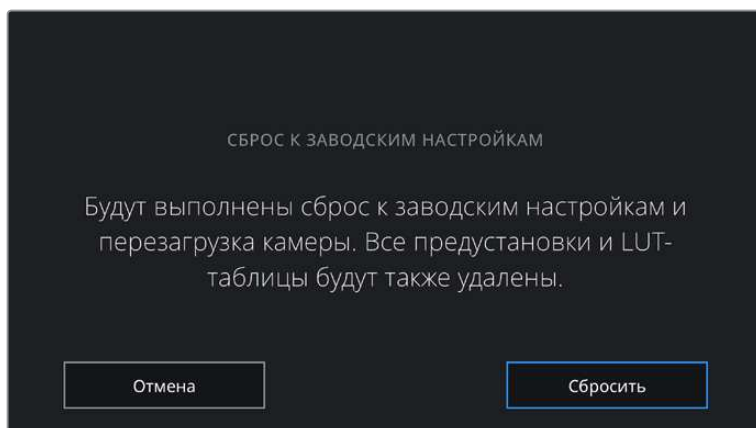 СБРОС К ЗАВОДСКИМ НАСТРОЙКАМ
Будут выполнены сброс к заводским настройкам и
перезагрузка камеры. Все предустановки и LUT-
таблицы будут также удалены.
Отмена
Сбросить